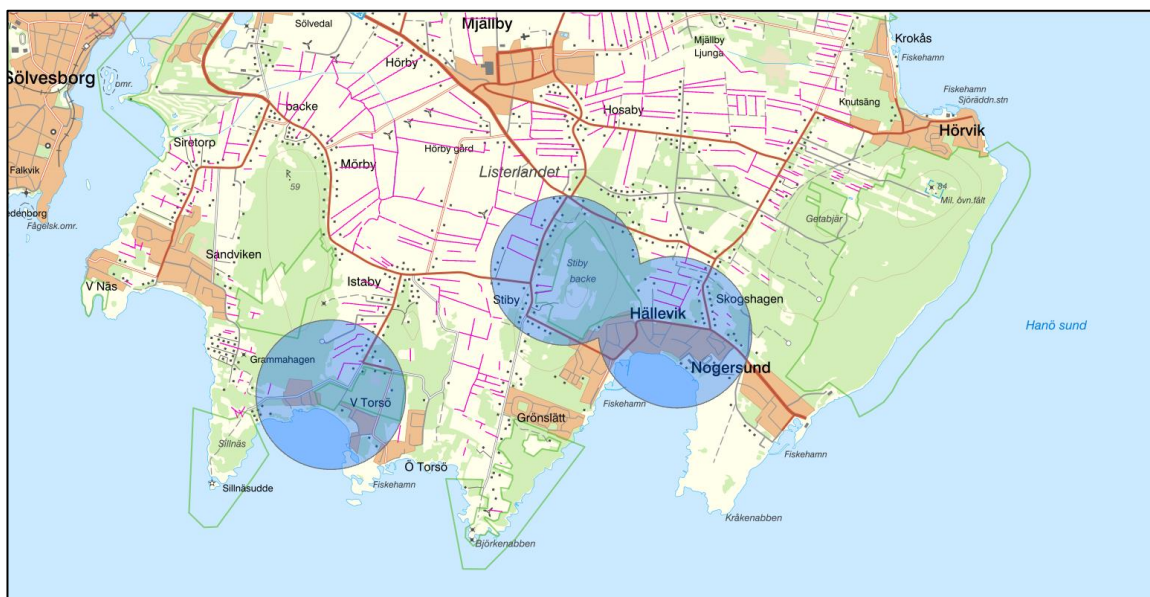 Sölvedal
Mjällby
Krokås
Fiskehamn
Mjällby
Ljunga
Hörby
Sölvesborg
omr.
Knutsäng
Fiskehamn
Sjöräddn.stn
backe
Hosaby
Hörvik
Siretorp
Hörby gård
Mörby
Falkvik
Listerlandet
59
84
Mil. övn.fält
edenborg
Fågelsk.omr.
Getabjär
Sandviken
Stiby
backe
V Näs
Istaby
Stiby
Skogshagen
Hällevik
Hanö sund
Grammahagen
Nogersund
V Torsö
Fiskehamn
Grönslätt
Sillnäs
Ö Torsö
Fiskehamn
Fiskehamn
Sillnäsudde
Kråkenabben
Björkenabben